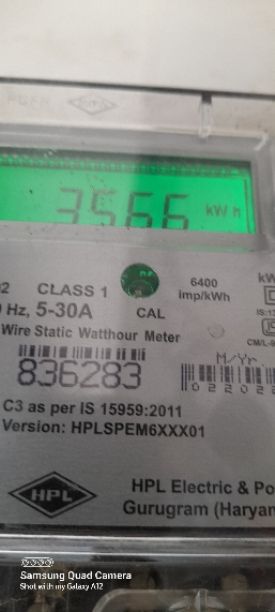 3566 kWh
CLASS 1
6400
imp/kWh
Hz, 5-30A
CAL
Wire Static Watthour Meter
M/Yr
836283
C3 as per IS 15959:2011
Version: HPLSPEM6XXX01
HPL
HPL Electric & Po
Gurugram (Haryan
Samsung Quad Camera
Shot with my Galaxy A12